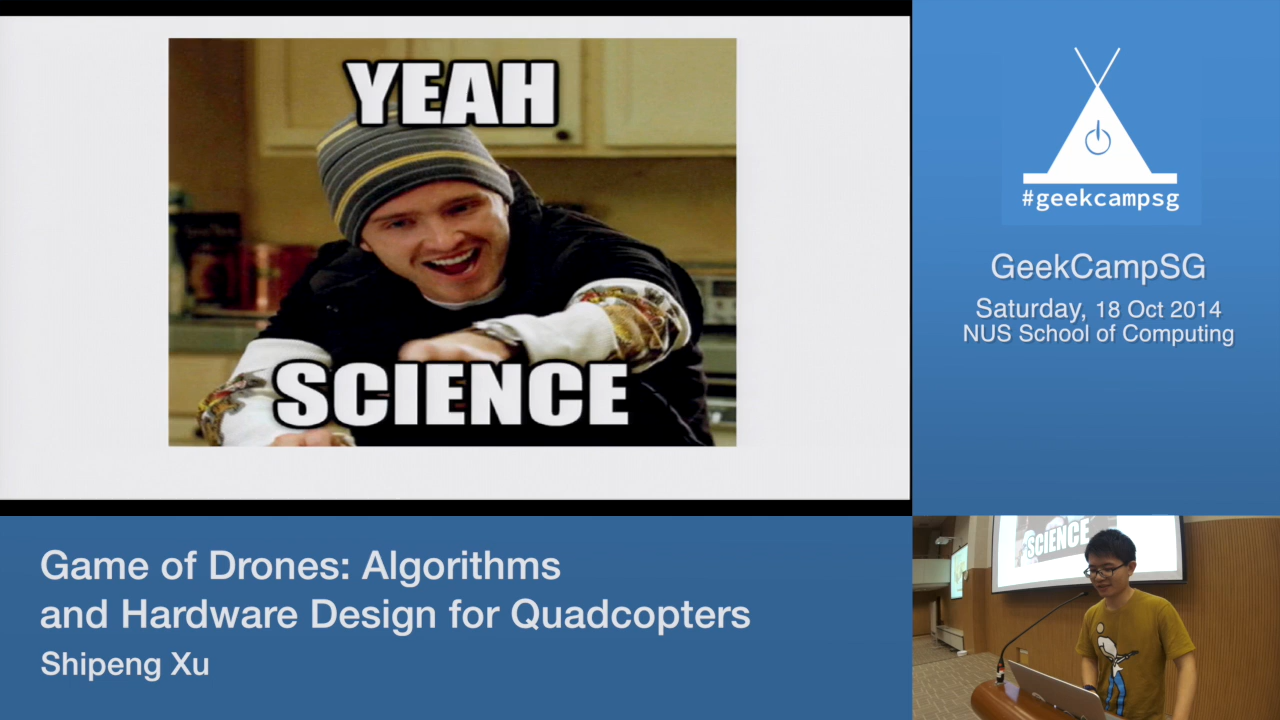 YEAH
SCIENCE
#geekcampsg
GeekCampSG
Saturday, 18 Oct 2014
NUS School of Computing
Game of Drones: Algorithms
and Hardware Design for Quadcopters
Shipeng Xu
SCIENCE